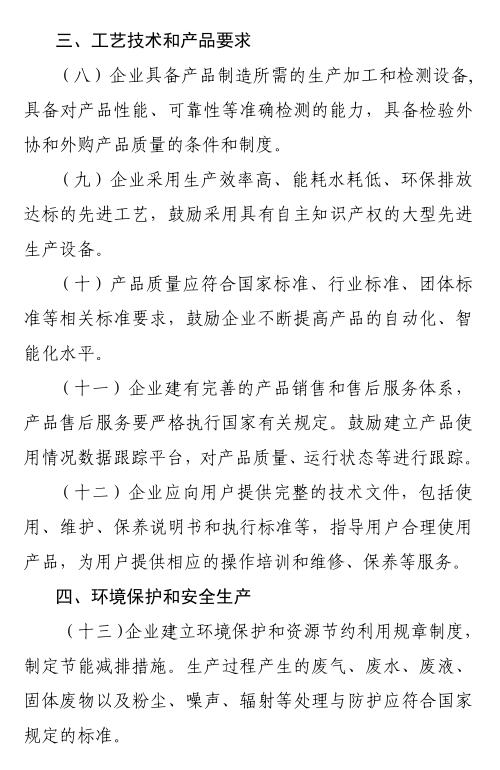 三、工艺技术和产品要求
（八）企业具备产品制造所需的生产加工和检测设备，
具备对产品性能、可靠性等准确检测的能力，具备检验外
协和外购产品质量的条件和制度。
（九）企业采用生产效率高、能耗水耗低、环保排放
达标的先进工艺，鼓励采用具有自主知识产权的大型先进
生产设备。
（十）产品质量应符合国家标准、行业标准、团体标
准等相关标准要求，鼓励企业不断提高产品的自动化、智
能化水平。
（十一）企业建有完善的产品销售和售后服务体系，
产品售后服务要严格执行国家有关规定。鼓励建立产品使
用情况数据跟踪平台，对产品质量、运行状态等进行跟踪。
（十二）企业应向用户提供完整的技术文件，包括使
用、维护、保养说明书和执行标准等，指导用户合理使用
产品，为用户提供相应的操作培训和维修、保养等服务。
四、环境保护和安全生产
（十三）企业建立环境保护和资源节约利用规章制度，
制定节能减排措施。生产过程产生的废气、废水、废液、
固体废物以及粉尘、噪声、辐射等处理与防护应符合国家
规定的标准。